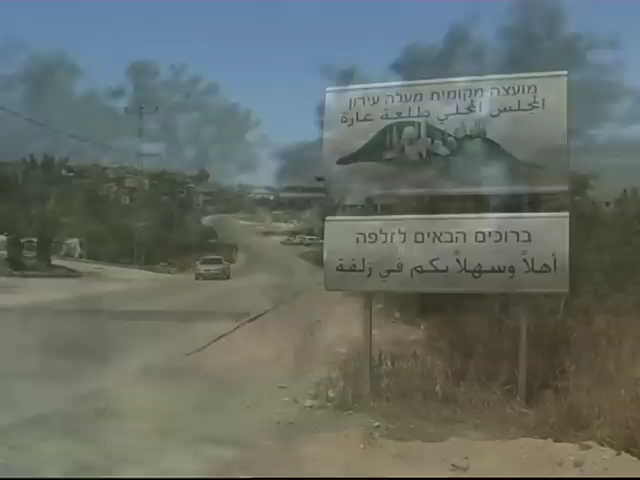 מועצה מקומית מעלה עירון
المجلس المحلي طلعة عارة
ברוכים הבאים לזלפה
أهلاً وسهلاً بكم في زلفة